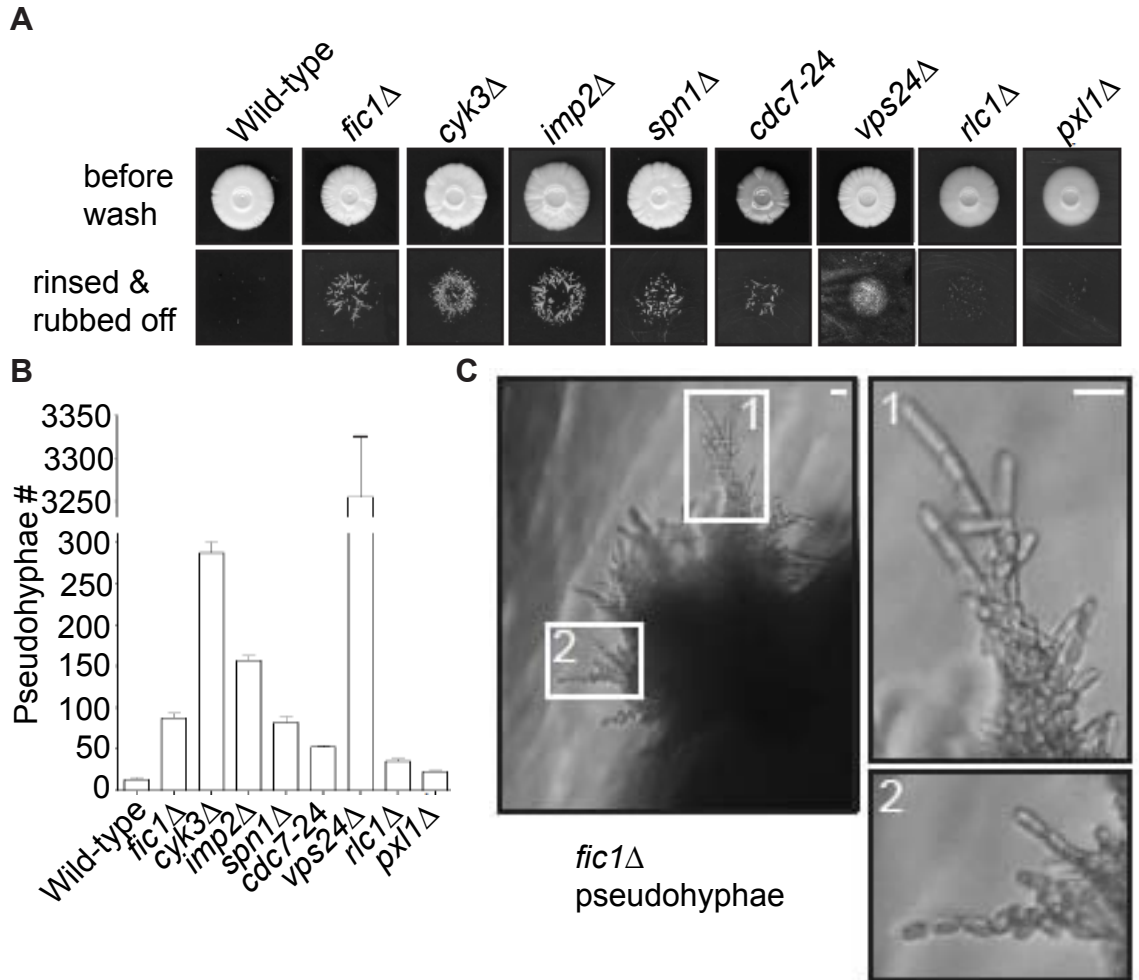 A
Wild-type
fic1Δ
cyk3Δ
imp2Δ
spn1Δ
cdc7-24
vps24Δ
rlc1Δ
pxl1Δ
before
wash
rinsed &
rubbed off
B
Pseudohyphae #
3350
3300
3250
300
250
200
150
100
50
0
Wild-type
fic1Δ
cyk3Δ
imp2Δ
spn1Δ
cdc7-24
vps24Δ
rlc1Δ
pxl1Δ
C
1
2
1
2
fic1Δ
pseudohyphae